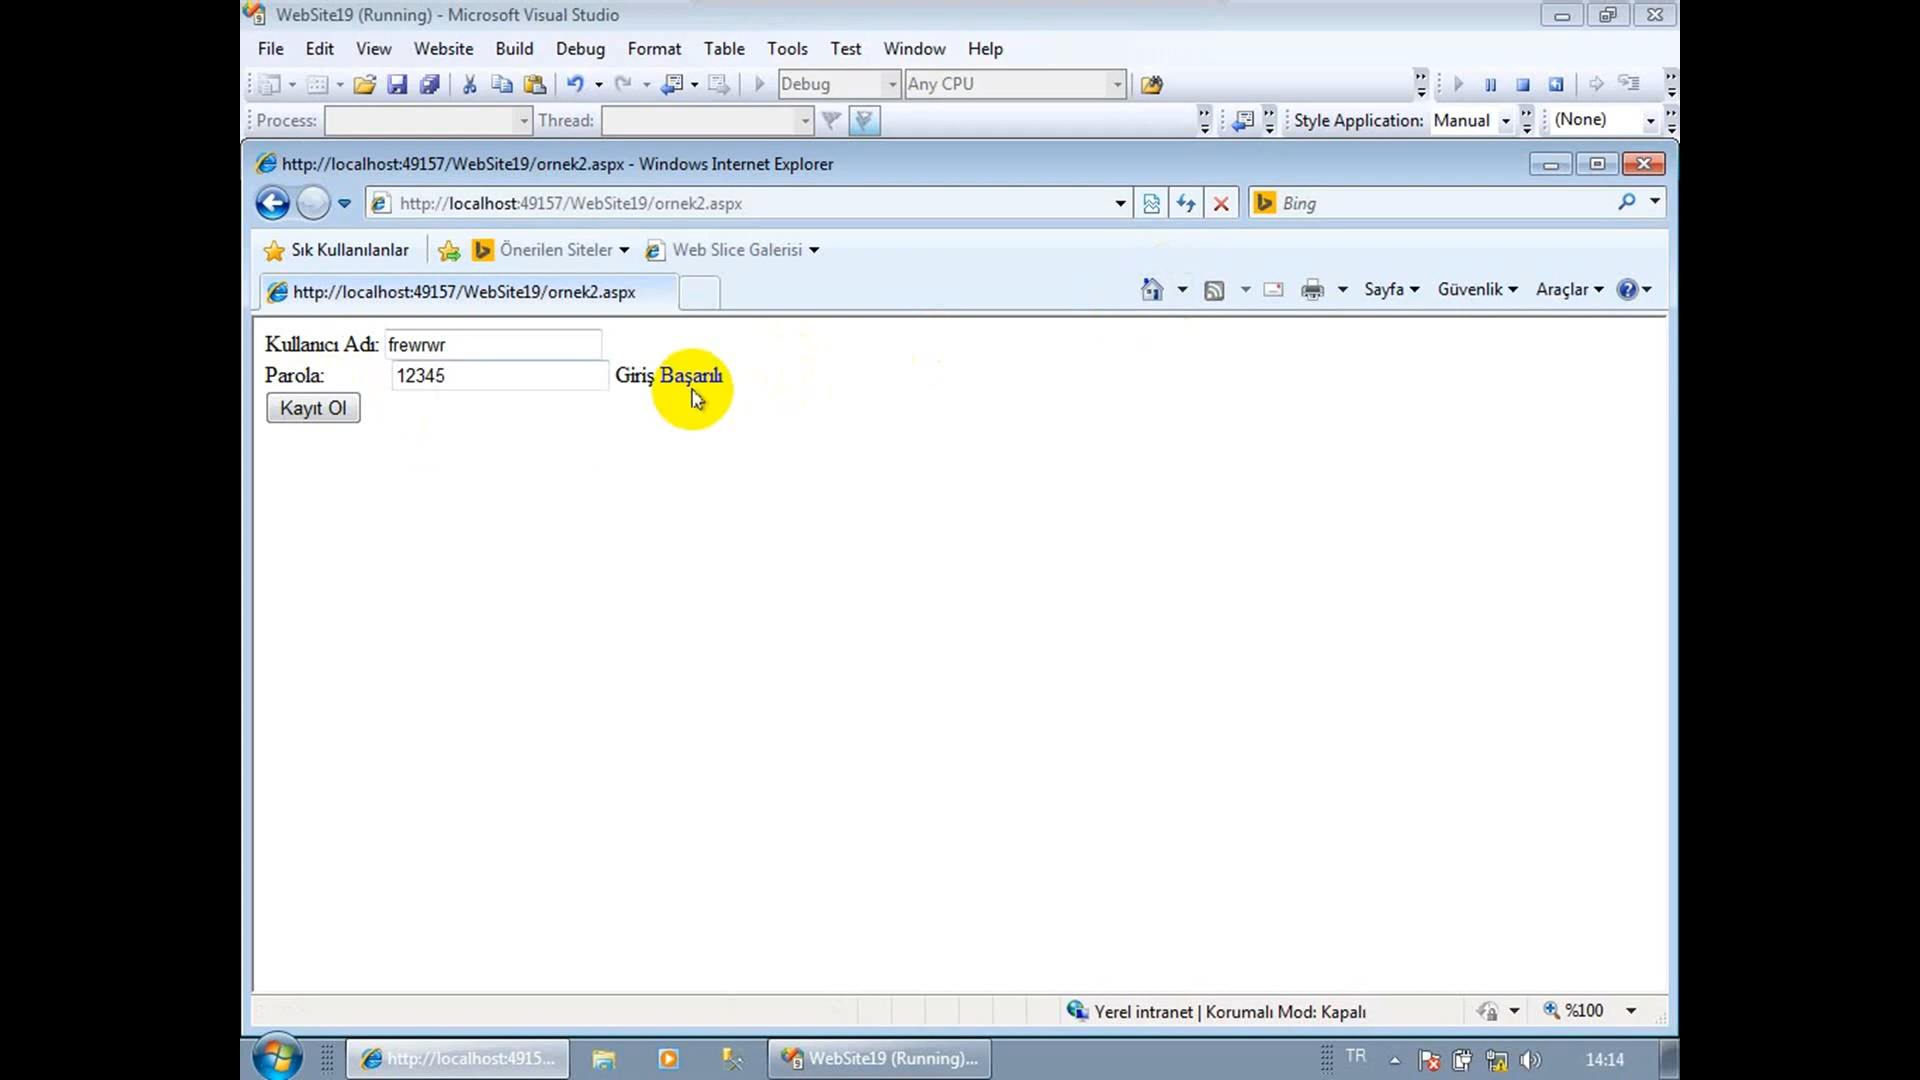 WebSite19 (Running) - Microsoft Visual Studio
File Edit View Website Build Debug Format Table Tools Test Window Help
Debug Any CPU
Process: Thread: Style Application: Manual (None)
http://localhost:49157/WebSite19/ornek2.aspx - Windows Internet Explorer
http://localhost:49157/WebSite19/ornek2.aspx Bing
Sık Kullanılanlar Önerilen Siteler Web Slice Galerisi
http://localhost:49157/WebSite19/ornek2.aspx Sayfa Güvenlik Araçlar
Kullanıcı Adı: frewrwr
Parola: 12345 Giriş Başarılı
Kayıt Ol
Yerel intranet | Korumalı Mod: Kapalı %100
http://localhost:4915... WebSite19 (Running)... TR 14:14